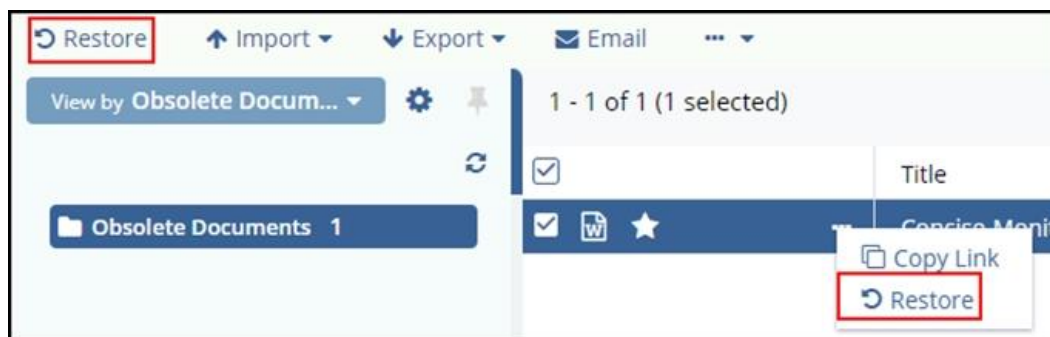 Restore Import Export Email
View by Obsolete Docum... 1 - 1 of 1 (1 selected)
Title
Obsolete Documents 1 W Concise
Copy Link
Restore